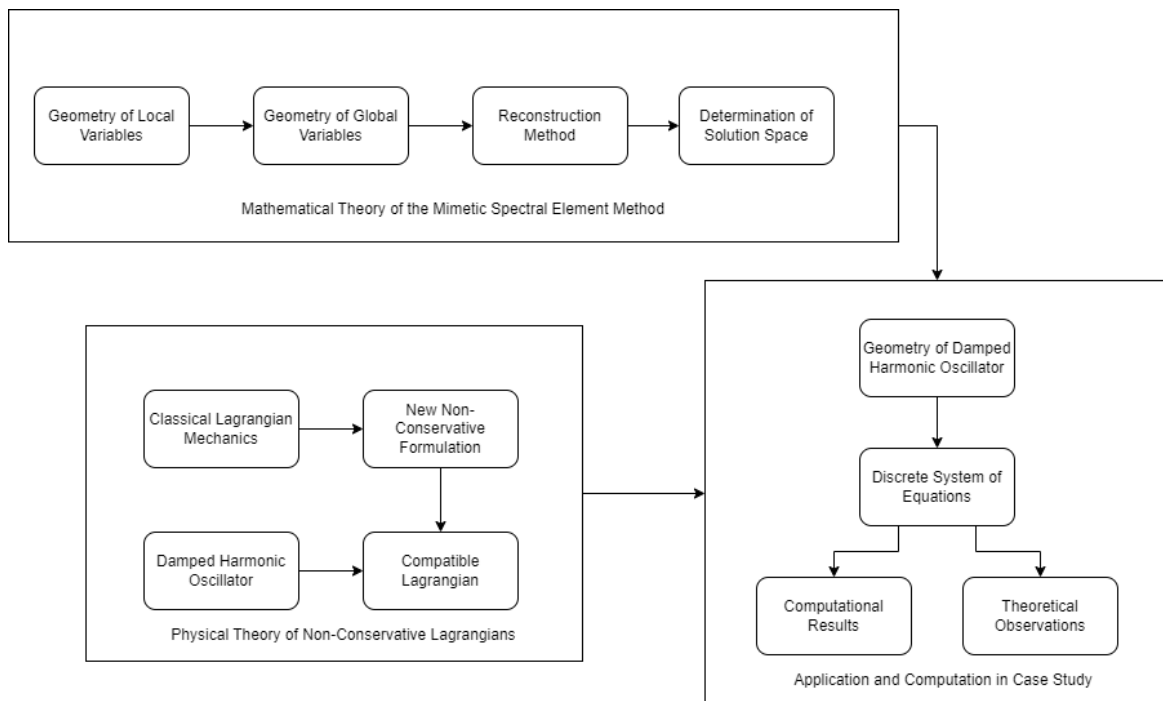 Geometry of Local
Variables
Geometry of Global
Variables
Reconstruction
Method
Determination of
Solution Space
Mathematical Theory of the Mimetic Spectral Element Method
Classical Lagrangian
Mechanics
New Non-
Conservative
Formulation
Damped Harmonic
Oscillator
Compatible
Lagrangian
Physical Theory of Non-Conservative Lagrangians
Geometry of Damped
Harmonic Oscillator
Discrete System of
Equations
Computational
Results
Theoretical
Observations
Application and Computation in Case Study